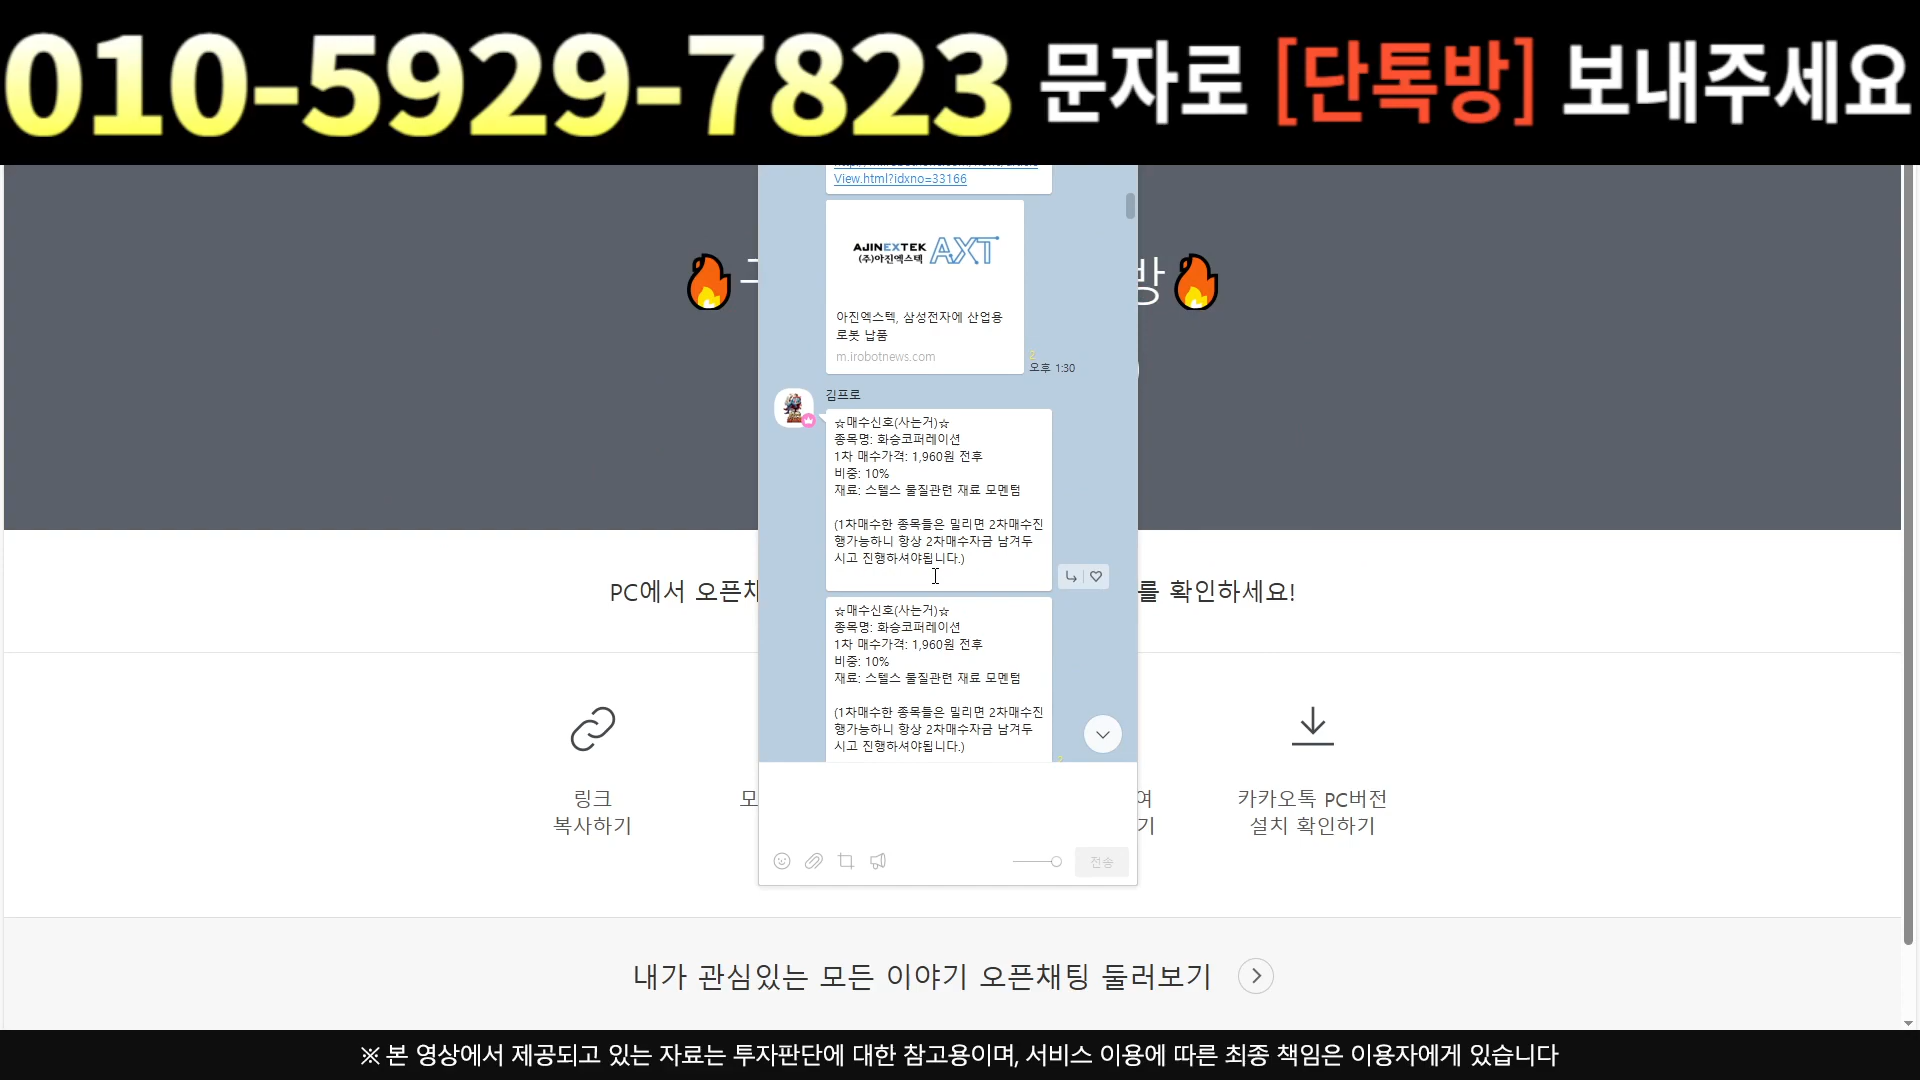 010-5929-7823 문자로 [단톡방] 보내주세요
View.html?idxno=33166
AJINEXTEK AXT
(주)아진엑스텍
방
아진엑스텍, 삼성전자에 산업용
로봇 납품
m.irobotnews.com
2
오후 1:30
김프로
☆매수신호(사는거)☆
종목명: 화승코퍼레이션
1차 매수가격: 1,960원 전후
비중: 10%
재료: 스텔스 물질관련 재료 모멘텀
(1차매수한 종목들은 밀리면 2차매수진
행가능하니 항상 2차매수자금 남겨두
시고 진행하셔야됩니다.)
PC에서 오픈채
를 확인하세요!
☆매수신호(사는거)☆
종목명: 화승코퍼레이션
1차 매수가격: 1,960원 전후
비중: 10%
재료: 스텔스 물질관련 재료 모멘텀
(1차매수한 종목들은 밀리면 2차매수진
행가능하니 항상 2차매수자금 남겨두
시고 진행하셔야됩니다.)
링크
복사하기
모
여
기
카카오톡 PC버전
설치 확인하기
전송
내가 관심있는 모든 이야기 오픈채팅 둘러보기
※ 본 영상에서 제공되고 있는 자료는 투자판단에 대한 참고용이며, 서비스 이용에 따른 최종 책임은 이용자에게 있습니다